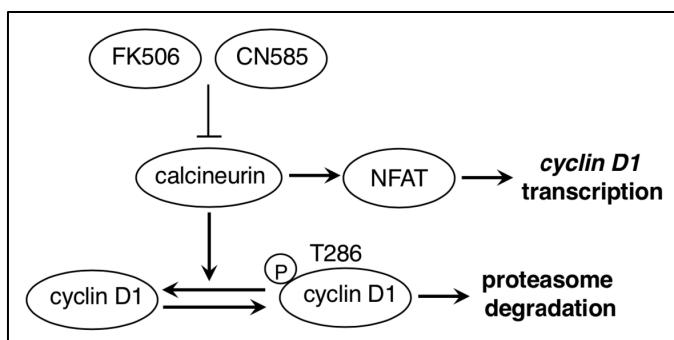 FK506 CN585
calcineurin
NFAT
cyclin D1
transcription
T286
P
cyclin D1
cyclin D1
proteasome
degradation